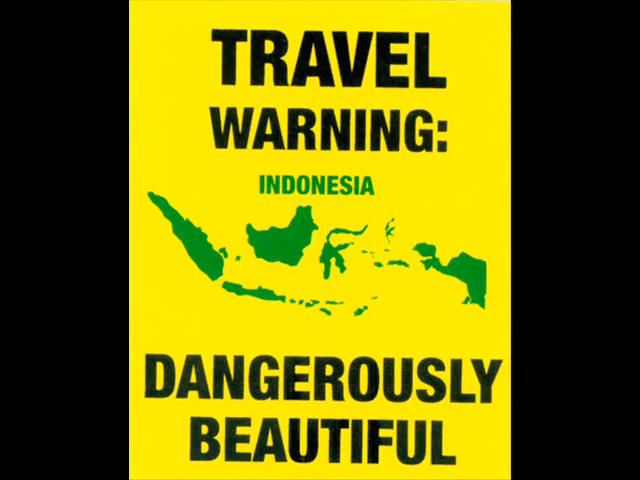 TRAVEL
WARNING:
INDONESIA
DANGEROUSLY
BEAUTIFUL